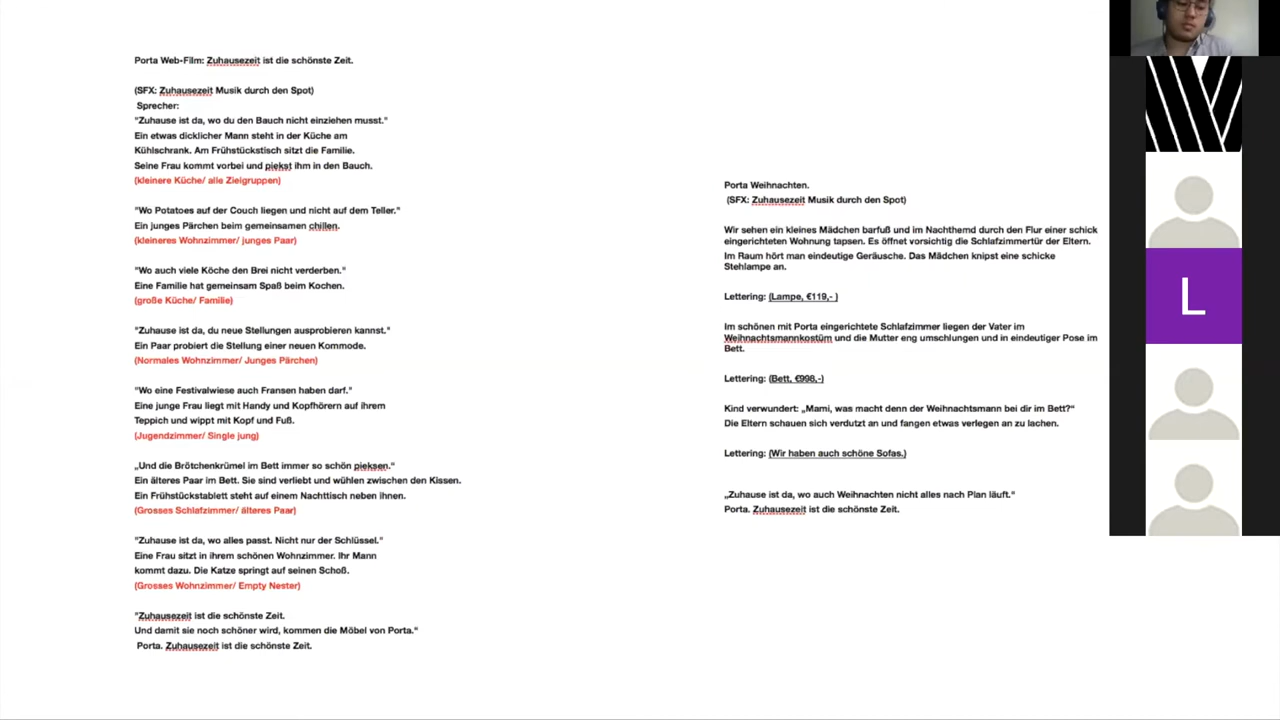 Porta Web-Film: Zuhausezeit ist die schönste Zeit.
(SFX: Zuhausezeit Musik durch den Spot)
Sprecher:
"Zuhause ist da, wo du den Bauch nicht einziehen musst."
Ein etwas dicklicher Mann steht in der Küche am
Kühlschrank. Am Frühstückstisch sitzt die Familie.
Seine Frau kommt vorbei und piekst ihm in den Bauch.
(kleinere Küche/ alle Zielgruppen)
"Wo Potatoes auf der Couch liegen und nicht auf dem Teller."
Ein junges Pärchen beim gemeinsamen chillen.
(kleineres Wohnzimmer/ junges Paar)
"Wo auch viele Köche den Brei nicht verderben."
Eine Familie hat gemeinsam Spaß beim Kochen.
(große Küche/ Familie)
"Zuhause ist da, du neue Stellungen ausprobieren kannst."
Ein Paar probiert die Stellung einer neuen Kommode.
(Normales Wohnzimmer/ Junges Pärchen)
"Wo eine Festivalwiese auch Fransen haben darf."
Eine junge Frau liegt mit Handy und Kopfhörern auf ihrem
Teppich und wippt mit Kopf und Fuß.
(Jugendzimmer/ Single jung)
„Und die Brötchenkrümel im Bett immer so schön pieksen."
Ein älteres Paar im Bett. Sie sind verliebt und wühlen zwischen den Kissen.
Ein Frühstückstablett steht auf einem Nachttisch neben ihnen.
(Grosses Schlafzimmer/ älteres Paar)
"Zuhause ist da, wo alles passt. Nicht nur der Schlüssel."
Eine Frau sitzt in ihrem schönen Wohnzimmer. Ihr Mann
kommt dazu. Die Katze springt auf seinen Schoß.
(Grosses Wohnzimmer/ Empty Nester)
"Zuhausezeit ist die schönste Zeit.
Und damit sie noch schöner wird, kommen die Möbel von Porta."
Porta. Zuhausezeit ist die schönste Zeit.
Porta Weihnachten.
(SFX: Zuhausezeit Musik durch den Spot)
Wir sehen ein kleines Mädchen barfuß und im Nachthemd durch den Flur einer schick
eingerichteten Wohnung tapsen. Es öffnet vorsichtig die Schlafzimmertür der Eltern.
Im Raum hört man eindeutige Geräusche. Das Mädchen knipst eine schicke
Stehlampe an.
Lettering: (Lampe, €119,- )
Im schönen mit Porta eingerichtete Schlafzimmer liegen der Vater im
Weihnachtsmannkostüm und die Mutter eng umschlungen und in eindeutiger Pose im
Bett.
Lettering: (Bett, €998,-)
Kind verwundert: „Mami, was macht denn der Weihnachtsmann bei dir im Bett?"
Die Eltern schauen sich verdutzt an und fangen etwas verlegen an zu lachen.
Lettering: (Wir haben auch schöne Sofas.)
„Zuhause ist da, wo auch Weihnachten nicht alles nach Plan läuft."
Porta. Zuhausezeit ist die schönste Zeit.
L